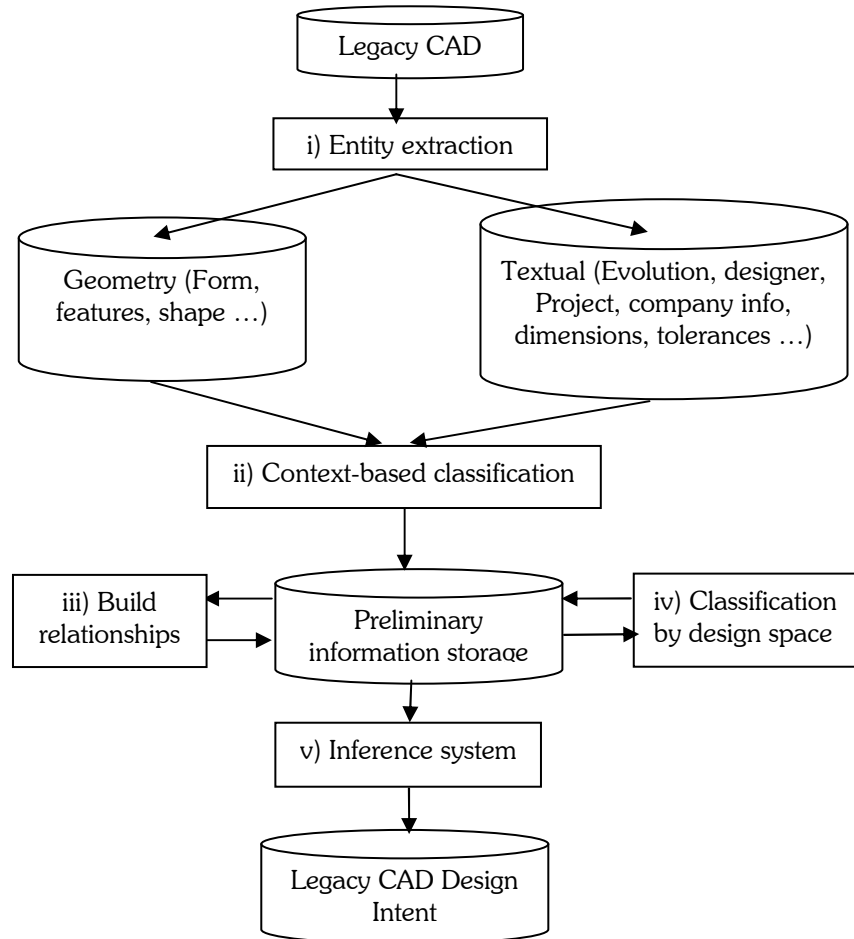 Legacy CAD
i) Entity extraction
Geometry (Form,
features, shape …)
Textual (Evolution, designer,
Project, company info,
dimensions, tolerances …)
ii) Context-based classification
iii) Build
relationships
Preliminary
information storage
iv) Classification
by design space
v) Inference system
Legacy CAD Design
Intent